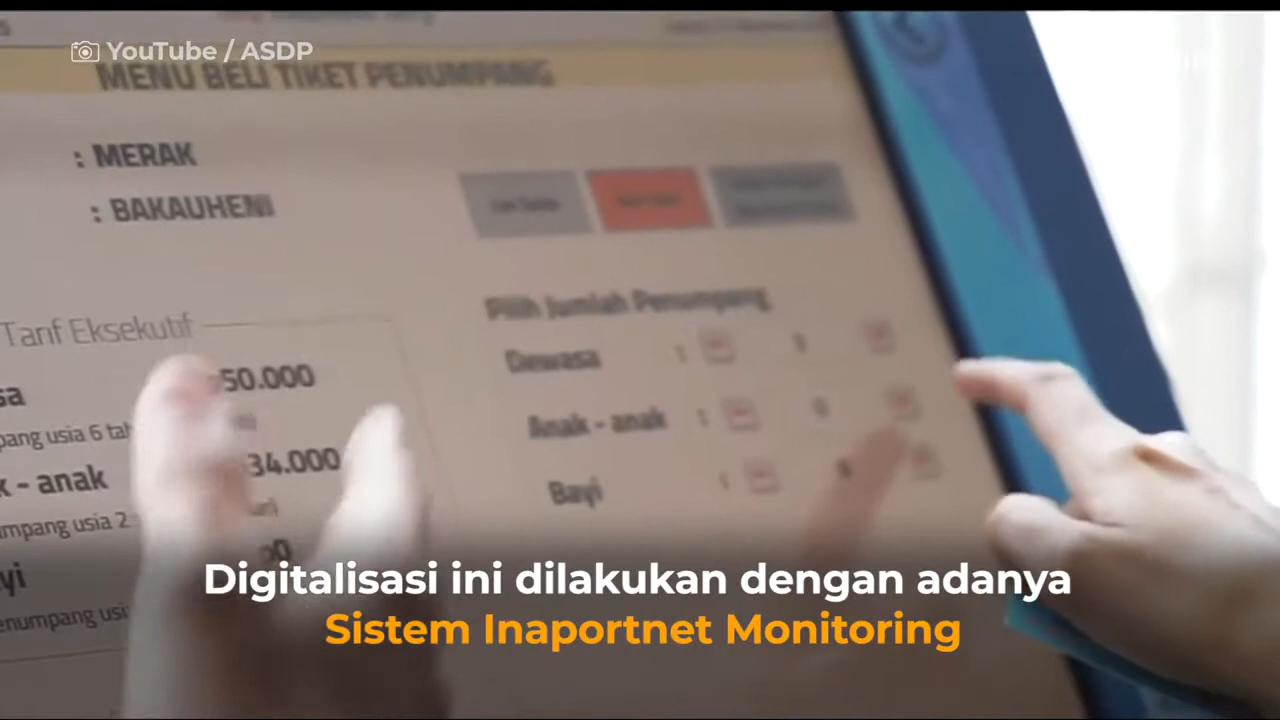 YouTube / ASDP
MENU BELI TIKET PENUMPANG
: MERAK
: BAKAUHENI
Tarif Eksekutif
50.000
pang usia 6 tah
34.000
k - anak
mpang usia 2
yi
enumpang usi
Pilih Jumlah Penumpang
Dewasa :
Anak - anak :
Bayi :
Digitalisasi ini dilakukan dengan adanya
Sistem Inaportnet Monitoring